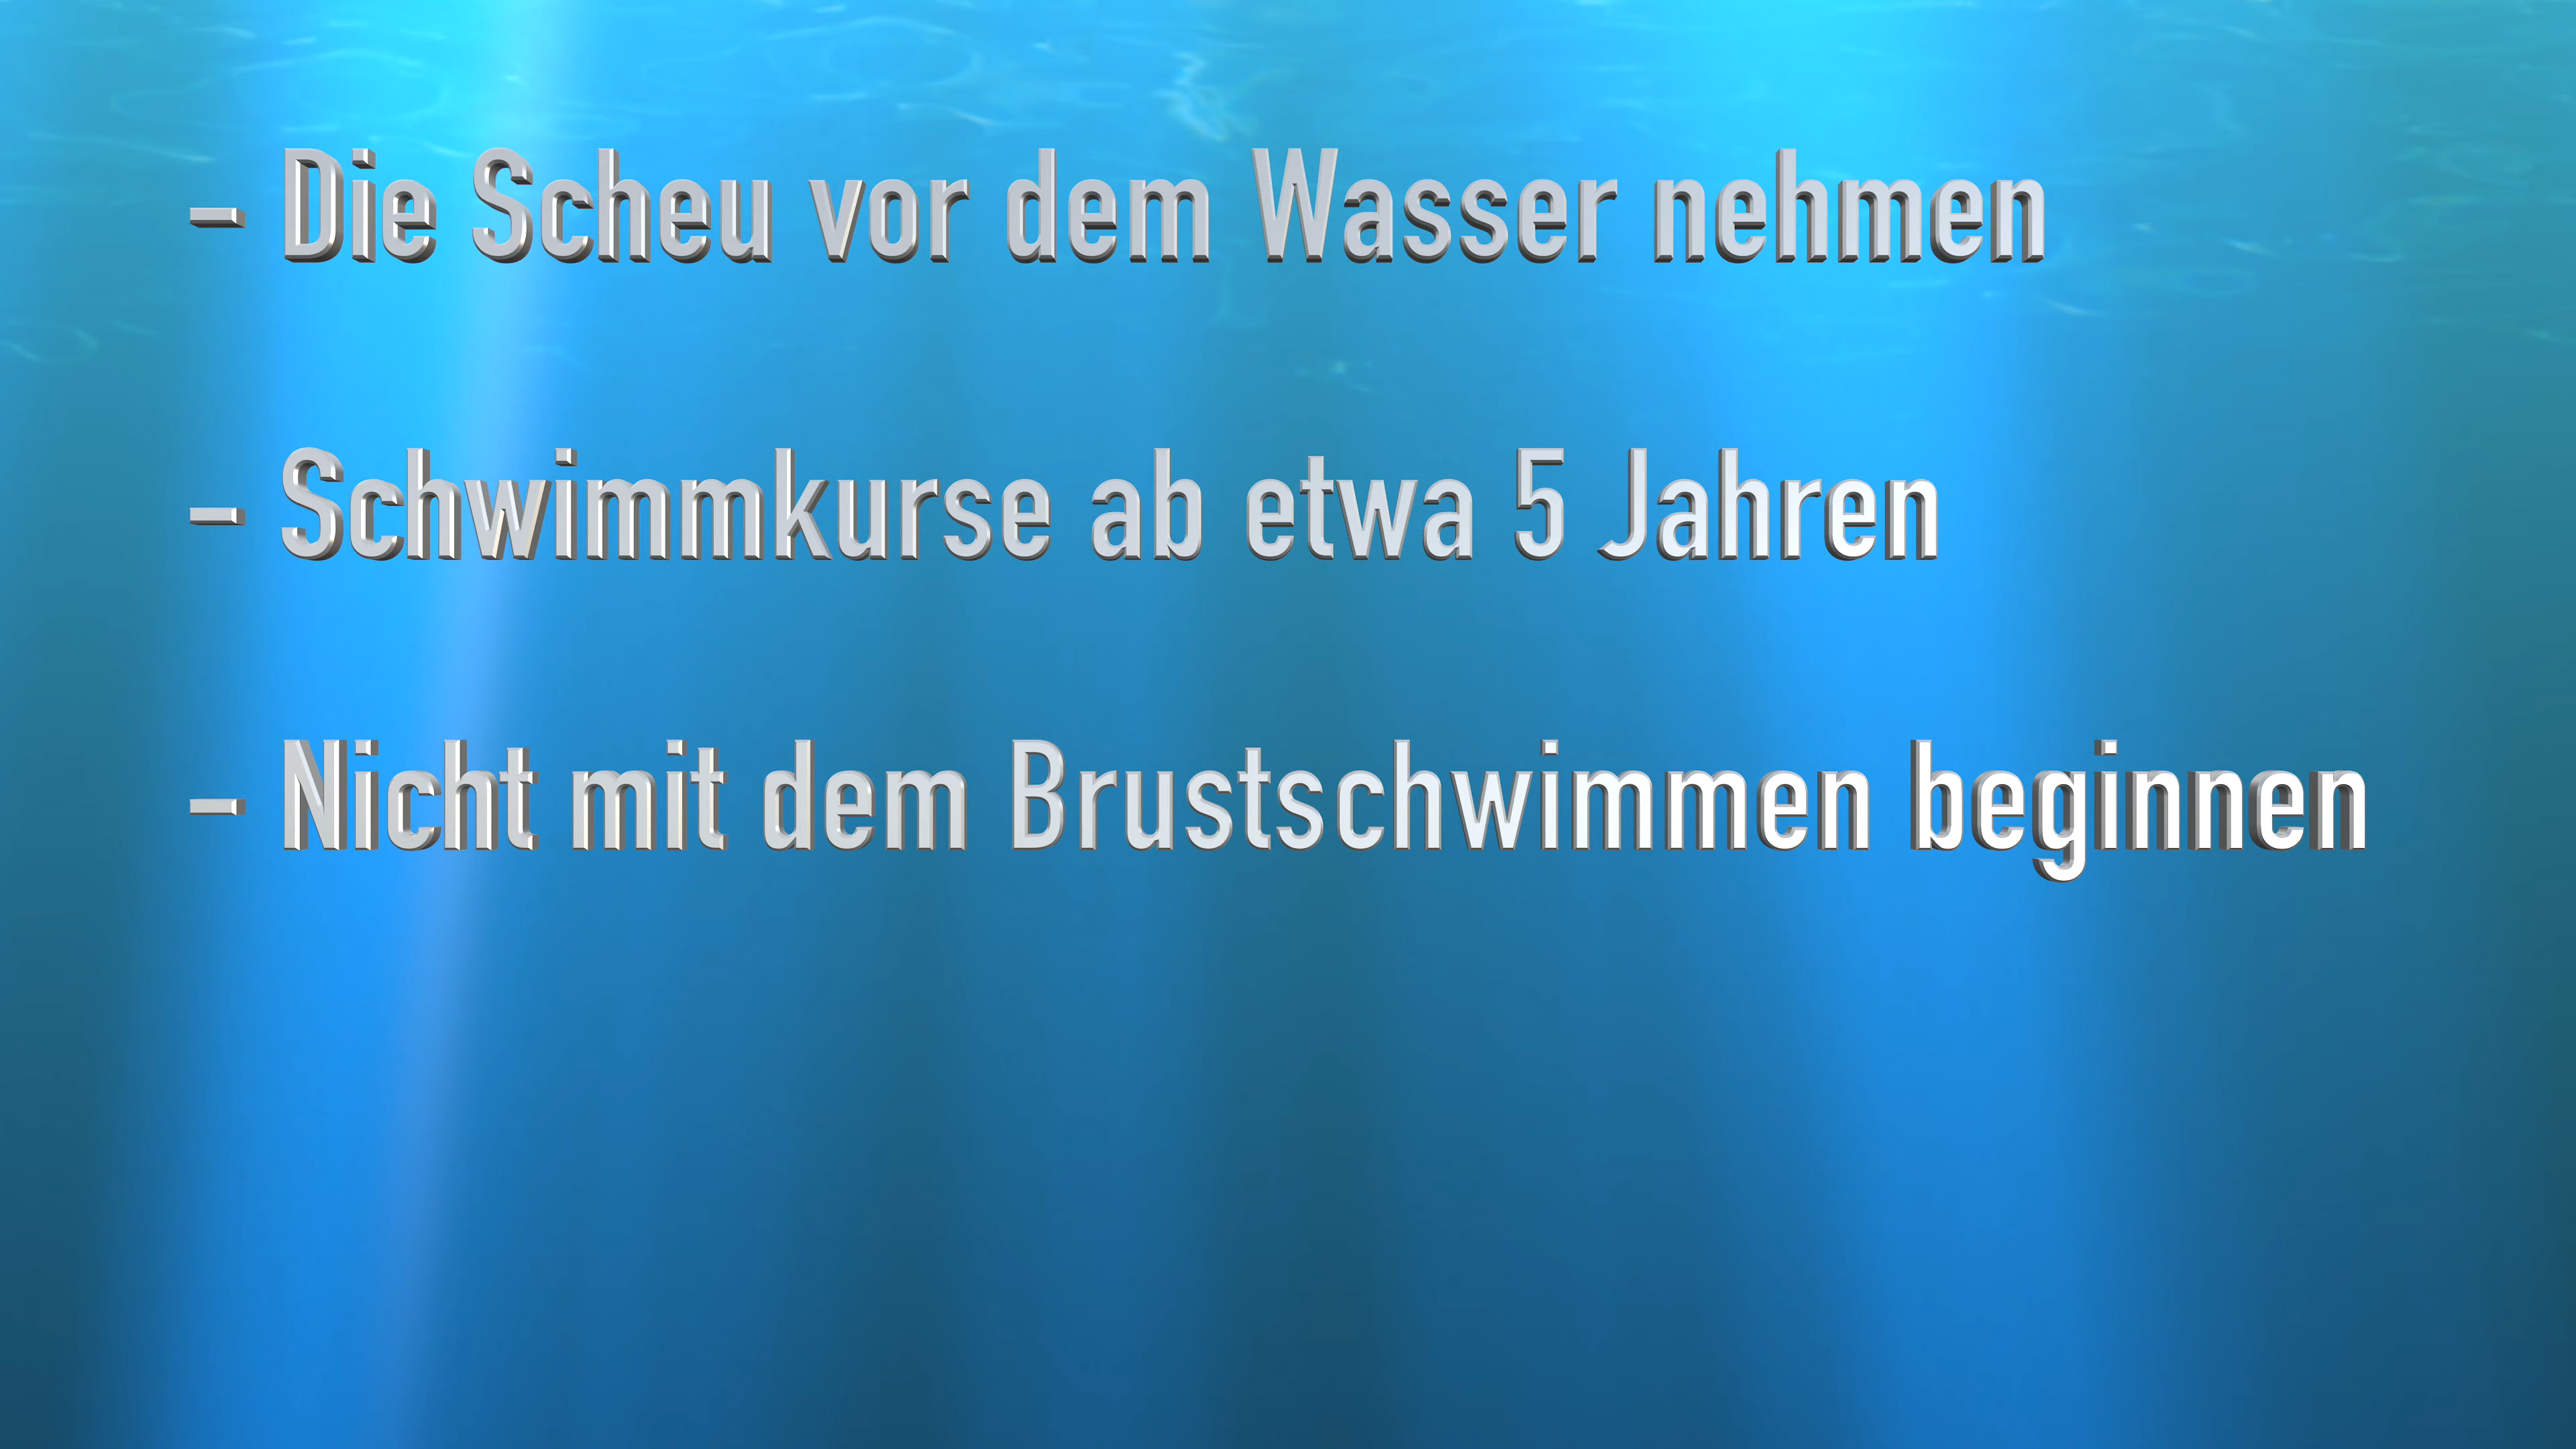 - Die Scheu vor dem Wasser nehmen
- Schwimmkurse ab etwa 5 Jahren
- Nicht mit dem Brustschwimmen beginnen